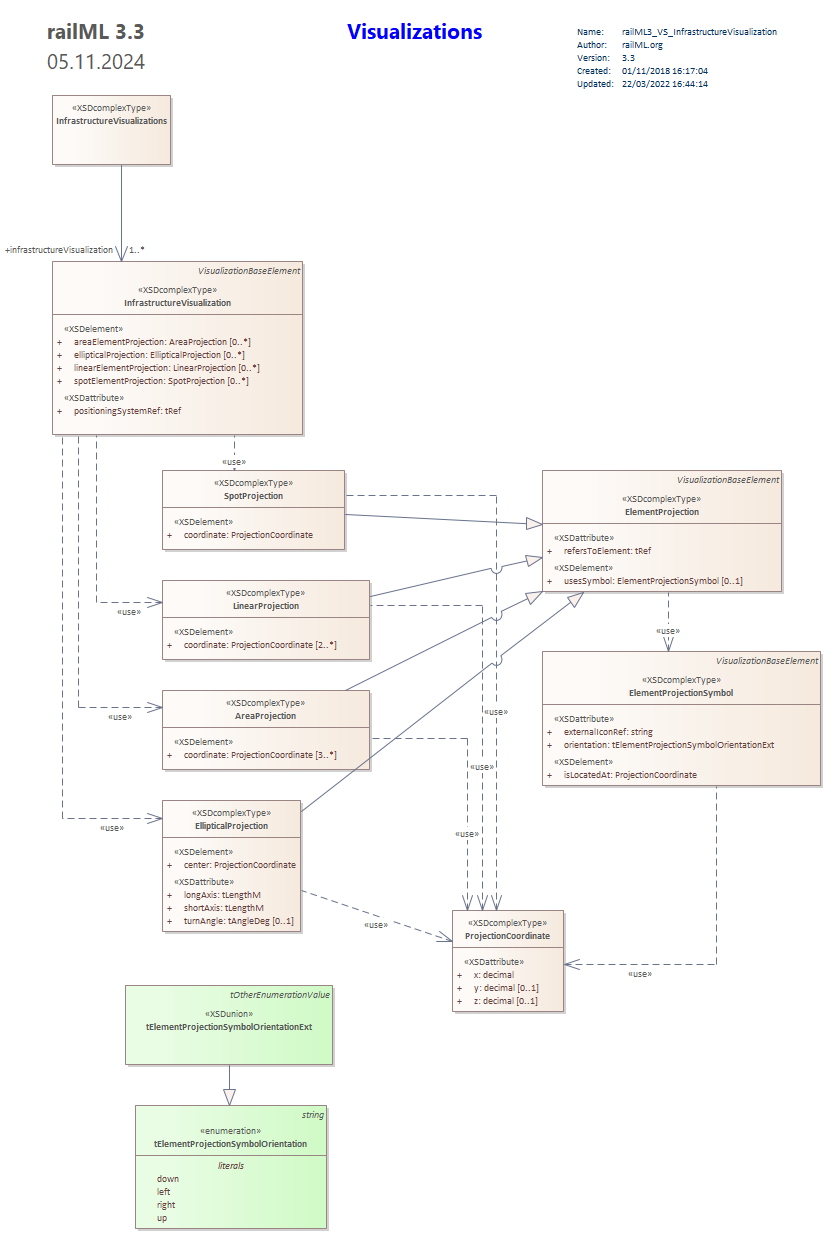 railML 3.3
05.11.2024
Visualizations
Name: railML3_VS_InfrastructureVisualization
Author: railML.org
Version: 3.3
Created: 01/11/2018 16:17:04
Updated: 22/03/2022 16:44:14
«XSDcomplexType»
InfrastructureVisualizations
+infrastructureVisualization 1..*
VisualizationBaseElement
«XSDcomplexType»
InfrastructureVisualization
«XSDelement»
+ areaElementProjection: AreaProjection [0..*]
+ ellipticalProjection: EllipticalProjection [0..*]
+ linearElementProjection: LinearProjection [0..*]
+ spotElementProjection: SpotProjection [0..*]
«XSDattribute»
+ positioningSystemRef: tRef
«use»
«XSDcomplexType»
SpotProjection
«XSDelement»
+ coordinate: ProjectionCoordinate
VisualizationBaseElement
«XSDcomplexType»
ElementProjection
«XSDattribute»
+ refersToElement: tRef
«XSDelement»
+ usesSymbol: ElementProjectionSymbol [0..1]
«use»
«XSDcomplexType»
LinearProjection
«XSDelement»
+ coordinate: ProjectionCoordinate [2..*]
«use»
VisualizationBaseElement
«XSDcomplexType»
ElementProjectionSymbol
«XSDattribute»
+ externalIconRef: string
+ orientation: tElementProjectionSymbolOrientationExt
«XSDelement»
+ isLocatedAt: ProjectionCoordinate
«use»
«XSDcomplexType»
AreaProjection
«XSDelement»
+ coordinate: ProjectionCoordinate [3..*]
«use»
«use»
«use»
«use»
«XSDcomplexType»
EllipticalProjection
«XSDelement»
+ center: ProjectionCoordinate
«XSDattribute»
+ longAxis: tLengthM
+ shortAxis: tLengthM
+ turnAngle: tAngleDeg [0..1]
«use»
«XSDcomplexType»
ProjectionCoordinate
«XSDattribute»
+ x: decimal
+ y: decimal [0..1]
+ z: decimal [0..1]
«use»
tOtherEnumerationValue
«XSDunion»
tElementProjectionSymbolOrientationExt
string
«enumeration»
tElementProjectionSymbolOrientation
literals
down
left
right
up